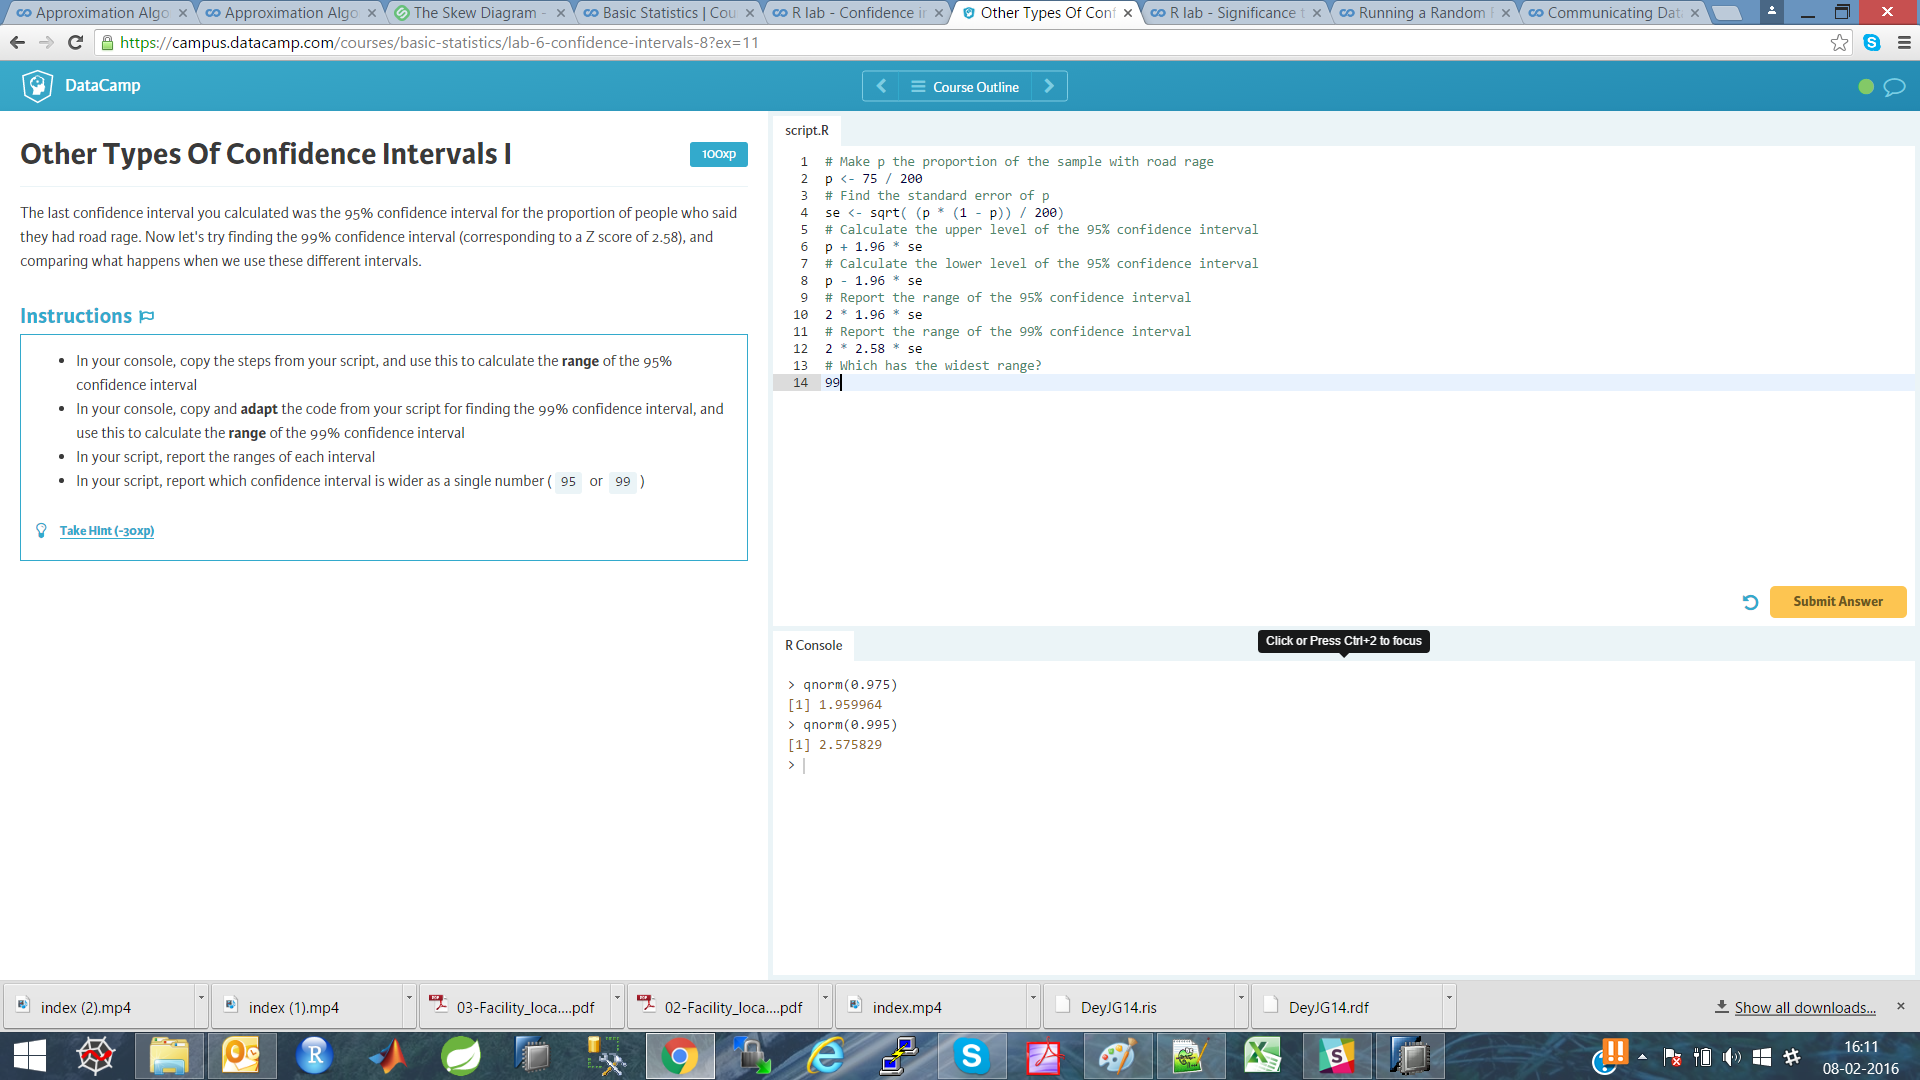 Approximation Algo
Approximation Algo
The Skew Diagram -
Basic Statistics | Cou
R lab - Confidence in
Other Types Of Conf
R lab - Significance t
Running a Random
Communicating Data
https://campus.datacamp.com/courses/basic-statistics/lab-6-confidence-intervals-8?ex=11
DataCamp
Course Outline
Other Types Of Confidence Intervals I
100xp
The last confidence interval you calculated was the 95% confidence interval for the proportion of people who said
they had road rage. Now let's try finding the 99% confidence interval (corresponding to a Z score of 2.58), and
comparing what happens when we use these different intervals.
Instructions
• In your console, copy the steps from your script, and use this to calculate the range of the 95%
confidence interval
• In your console, copy and adapt the code from your script for finding the 99% confidence interval, and
use this to calculate the range of the 99% confidence interval
• In your script, report the ranges of each interval
• In your script, report which confidence interval is wider as a single number ( 95 or 99 )
Take Hint (-30xp)
script.R
1 # Make p the proportion of the sample with road rage
2 p <- 75 / 200
3 # Find the standard error of p
4 se <- sqrt( (p * (1 - p)) / 200)
5 # Calculate the upper level of the 95% confidence interval
6 p + 1.96 * se
7 # Calculate the lower level of the 95% confidence interval
8 p - 1.96 * se
9 # Report the range of the 95% confidence interval
10 2 * 1.96 * se
11 # Report the range of the 99% confidence interval
12 2 * 2.58 * se
13 # Which has the widest range?
14 99
Submit Answer
R Console
Click or Press Ctrl+2 to focus
> qnorm(0.975)
[1] 1.959964
> qnorm(0.995)
[1] 2.575829
>
index (2).mp4
index (1).mp4
03-Facility_loca....pdf
02-Facility_loca....pdf
index.mp4
DeyJG14.ris
DeyJG14.rdf
Show all downloads...
16:11
08-02-2016